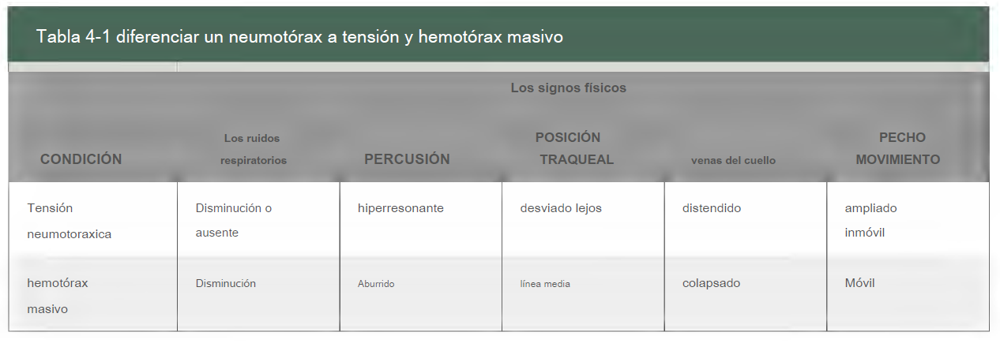 Tabla 4-1 diferenciar un neumotórax a tensión y hemotórax masivo
Los signos físicos
CONDICIÓN
Los ruidos
respiratorios
PERCUSIÓN
POSICIÓN
TRAQUEAL
venas del cuello
PECHO
MOVIMIENTO
Tensión
neumotoraxica
Disminución o
ausente
hiperresonante
desviado lejos
distendido
ampliado
inmóvil
hemotórax
masivo
Disminución
Aburrido
línea media
colapsado
Móvil